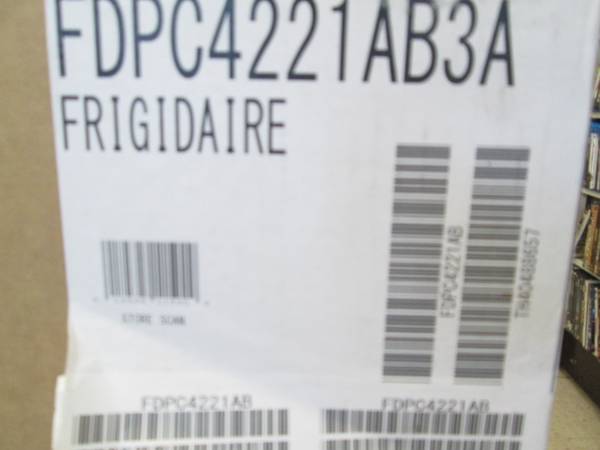 FDPC4221AB3A
FRIGIDAIRE
STORE SCAN
FDPC4221AB
TH40488657
FDPC4221AB
FDPC4221AB